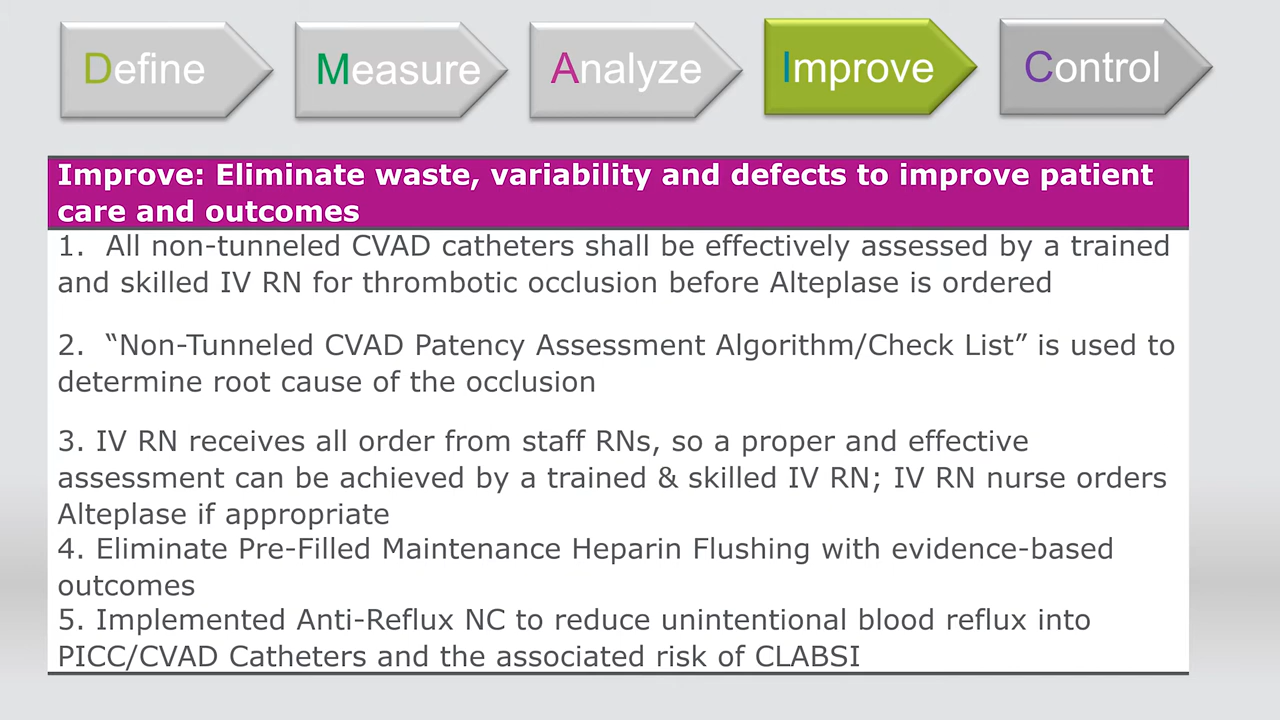 Define
Measure
Analyze
Improve
Control
Improve: Eliminate waste, variability and defects to improve patient
care and outcomes
1. All non-tunneled CVAD catheters shall be effectively assessed by a trained
and skilled IV RN for thrombotic occlusion before Alteplase is ordered
2. “Non-Tunneled CVAD Patency Assessment Algorithm/Check List” is used to
determine root cause of the occlusion
3. IV RN receives all order from staff RNs, so a proper and effective
assessment can be achieved by a trained & skilled IV RN; IV RN nurse orders
Alteplase if appropriate
4. Eliminate Pre-Filled Maintenance Heparin Flushing with evidence-based
outcomes
5. Implemented Anti-Reflux NC to reduce unintentional blood reflux into
PICC/CVAD Catheters and the associated risk of CLABSI